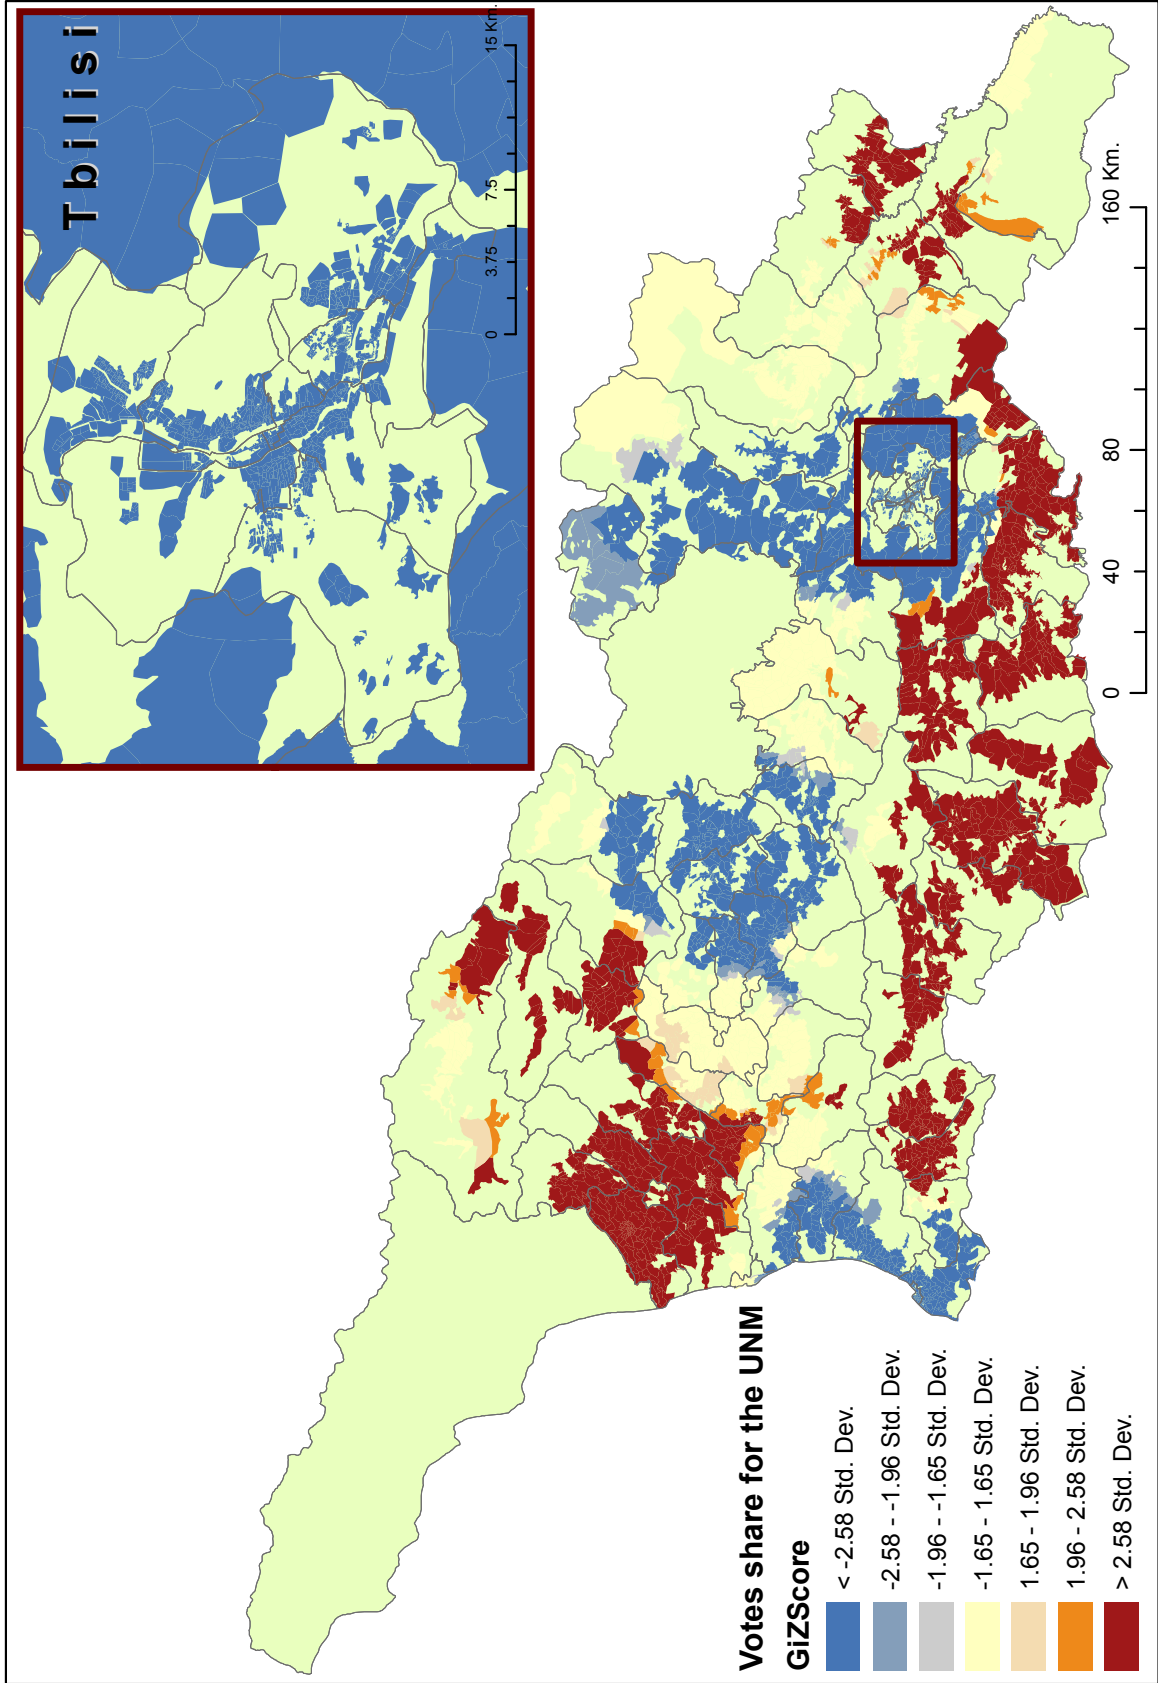 Tbilisi
0 3.75 7.5 15 Km.
Votes share for the UNM
GiZScore
< -2.58 Std. Dev.
-2.58 - -1.96 Std. Dev.
-1.96 - -1.65 Std. Dev.
-1.65 - 1.65 Std. Dev.
1.65 - 1.96 Std. Dev.
1.96 - 2.58 Std. Dev.
> 2.58 Std. Dev.
0 40 80 160 Km.